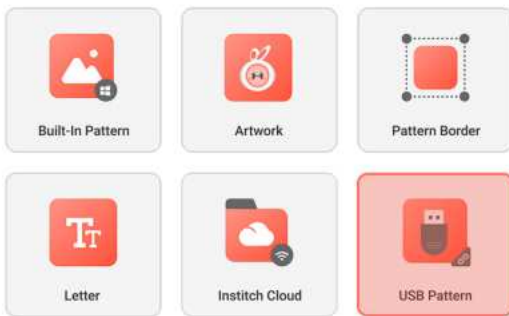 Built-In Pattern
Artwork
Pattern Border
Letter
Institch Cloud
USB Pattern